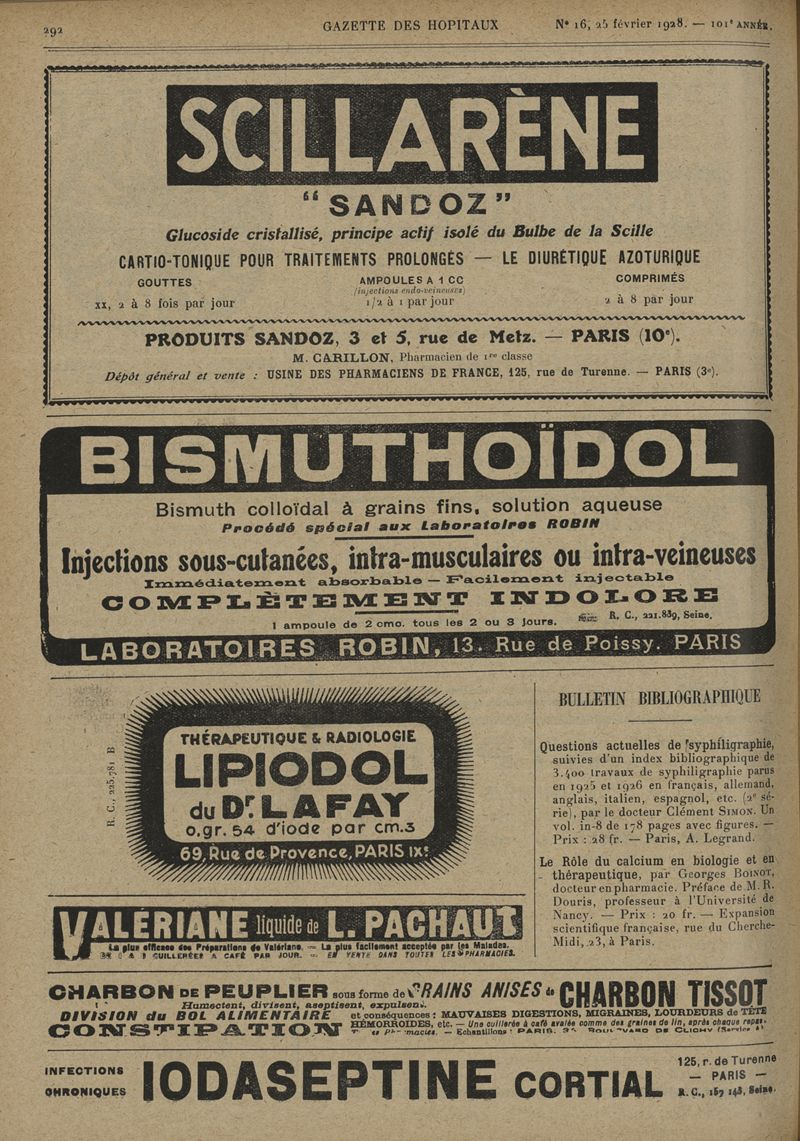 292
GAZETTE DES HOPITAUX
N° 16, 25 février 1928. — 101e ANNÉE.
SCILLARÈNE
“SANDOZ”
Glucoside cristallisé, principe actif isolé du Bulbe de la Scille
CARTIO-TONIQUE POUR TRAITEMENTS PROLONGÉS — LE DIURÉTIQUE AZOTURIQUE
GOUTTES
xx, 2 à 8 fois par jour
AMPOULES A 1 CC
(injections endo-veineuses)
1/2 à 1 par jour
COMPRIMÉS
2 à 8 par jour
PRODUITS SANDOZ, 3 et 5, rue de Metz. — PARIS (10e).
M. CARILLON, Pharmacien de 1re classe
Dépôt général et vente : USINE DES PHARMACIENS DE FRANCE, 125, rue de Turenne. — PARIS (3e).
BISMUTHOÏDOL
Bismuth colloïdal à grains fins, solution aqueuse
Procédé spécial aux Laboratoires ROBIN
Injections sous-cutanées, intra-musculaires ou intra-veineuses
Immédiatement absorbable — Facilement injectable
COMPLÈTEMENT INDOLORE
1 ampoule de 2 cmc. tous les 2 ou 3 jours.
R. C., 221.839, Seine.
LABORATOIRES ROBIN, 13. Rue de Poissy. PARIS
R. C., 225.781 B
THÉRAPEUTIQUE & RADIOLOGIE
LIPIODOL
du Dr. LAFAY
0.gr. 54 d'iode par cm.3
69, Rue de Provence, PARIS IXe
VALÉRIANE liquide de L. PACHAUT
La plus efficace des Préparations de Valériane. — La plus facilement acceptée par les Malades.
CUILLERÉES A CAFÉ PAR JOUR. — EN VENTE DANS TOUTES LES PHARMACIES.
BULLETIN BIBLIOGRAPHIQUE
Questions actuelles de syphiligraphie,
suivies d'un index bibliographique de
3.400 travaux de syphiligraphie parus
en 1925 et 1926 en français, allemand,
anglais, italien, espagnol, etc. (2e sé-
rie), par le docteur Clément SIMON. Un
vol. in-8 de 178 pages avec figures. —
Prix : 28 fr. — Paris, A. Legrand.
Le Rôle du calcium en biologie et en
thérapeutique, par Georges BOINOT,
docteur en pharmacie. Préface de M. R.
Douris, professeur à l'Université de
Nancy. — Prix : 20 fr. — Expansion
scientifique française, rue du Cherche-
Midi, 23, à Paris.
CHARBON DE PEUPLIER sous forme de GRAINS ANISÉS de CHARBON TISSOT
Humectent, divisent, aseptisent, expulsent.
DIVISION du BOL ALIMENTAIRE et conséquences : MAUVAISES DIGESTIONS, MIGRAINES, LOURDEURS de TÊTE
CONSTIPATION HÉMORROIDES, etc. — Une cuillerée à café avalée comme des graines de lin, après chaque repas.
Echantillons : PARIS. DE CLICHY
INFECTIONS
CHRONIQUES
IODASEPTINE CORTIAL
125, r. de Turenne
— PARIS —
R. C., 157 143, Seine.